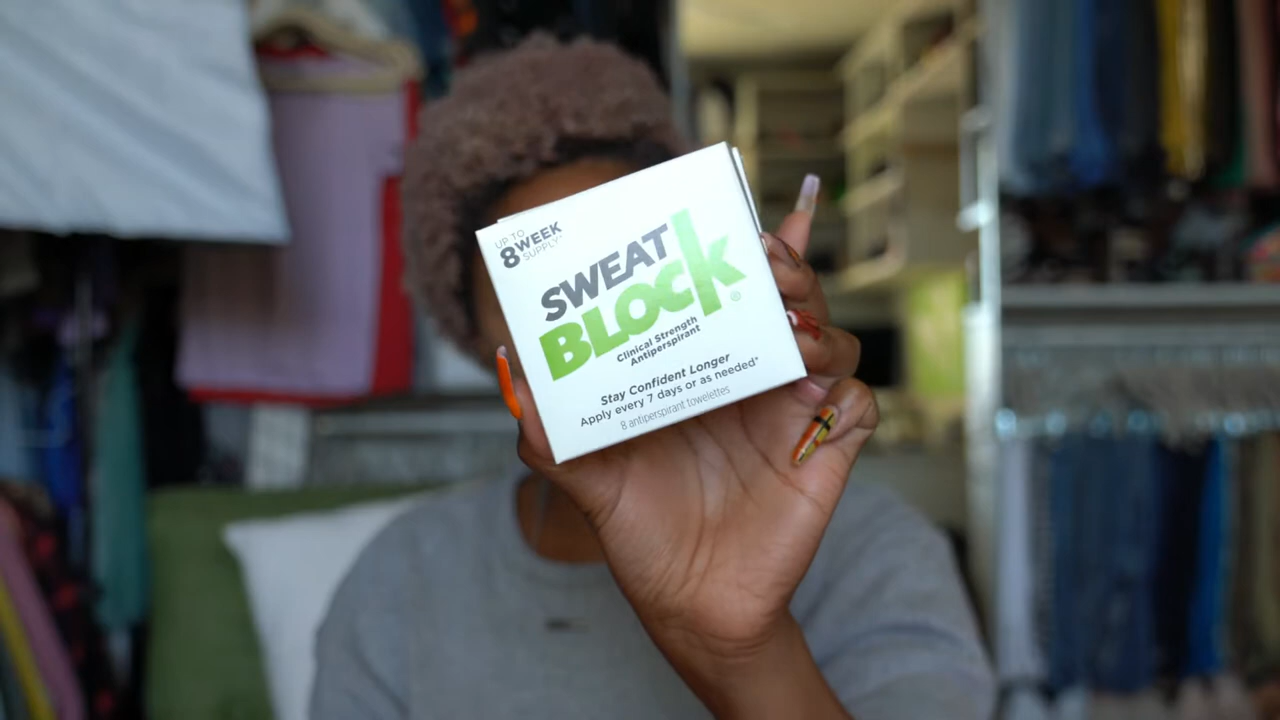 UP TO
8 WEEK
SUPPLY*
SWEAT
BLOCK®
Clinical Strength
Antiperspirant
Stay Confident Longer
Apply every 7 days or as needed*
8 antiperspirant towelettes